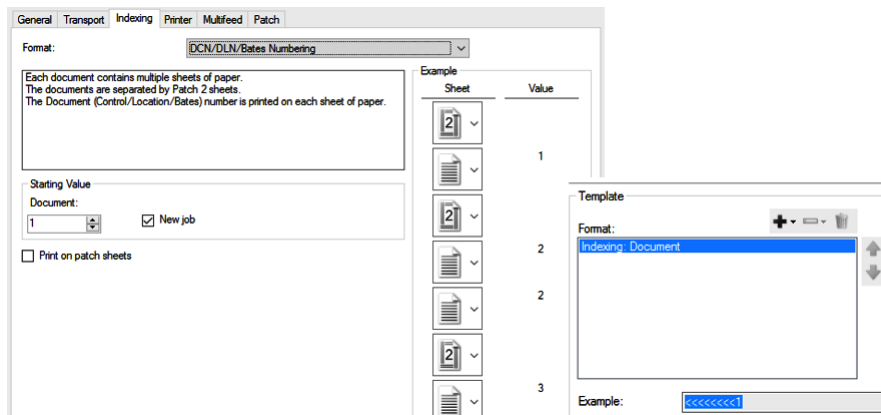 General Transport Indexing Printer Multifeed Patch
Format: DCN/DLN/Bates Numbering
Each document contains multiple sheets of paper.
The documents are separated by Patch 2 sheets.
The Document (Control/Location/Bates) number is printed on each sheet of paper.
Starting Value
Document:
1
New job
Print on patch sheets
Example
Sheet Value
2
1
2
2
2
2
3
Template
Format:
Indexing: Document
Example: <<<<<<<<1